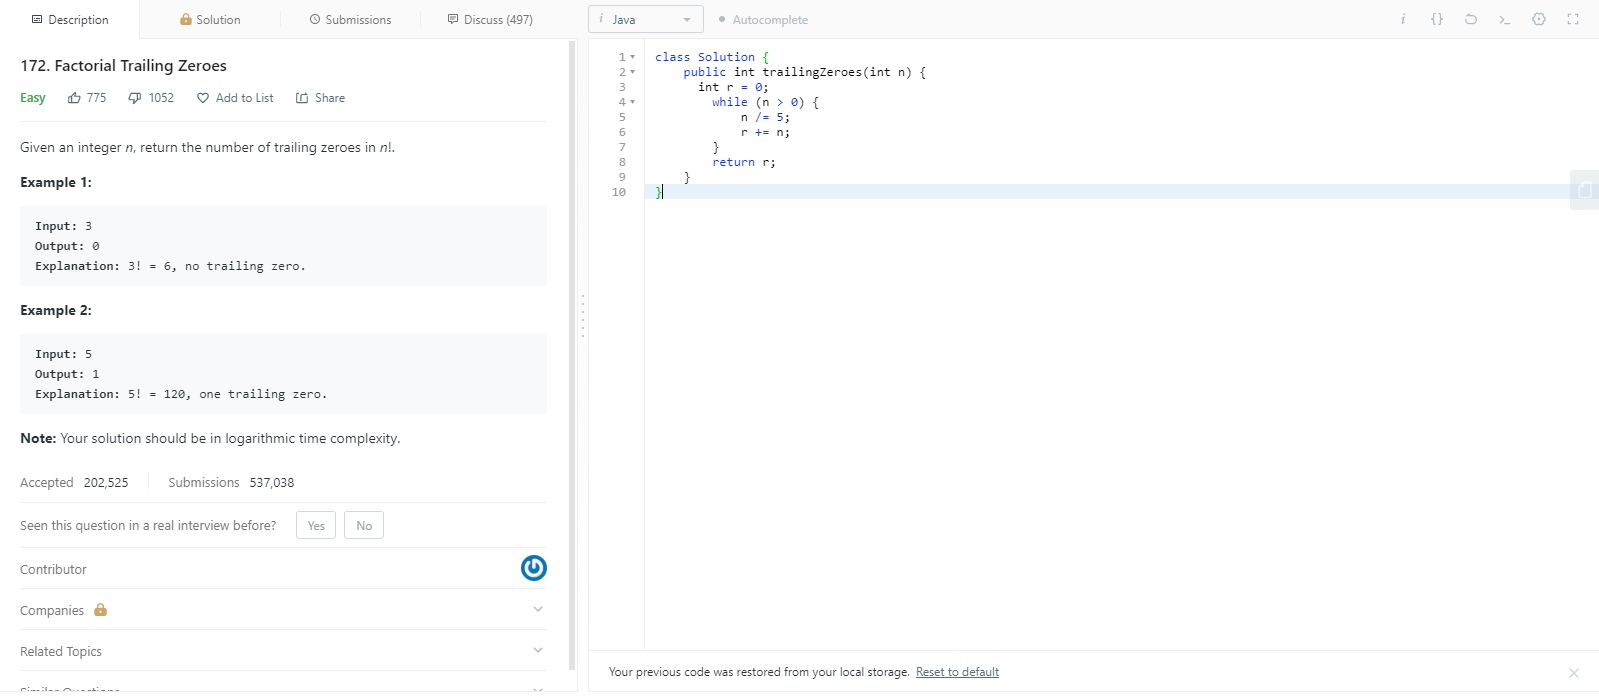 Description
Solution
Submissions
Discuss (497)
i Java
Autocomplete
i {} >_
172. Factorial Trailing Zeroes
Easy 775 1052 Add to List Share
Given an integer n, return the number of trailing zeroes in n!.
Example 1:
Input: 3
Output: 0
Explanation: 3! = 6, no trailing zero.
Example 2:
Input: 5
Output: 1
Explanation: 5! = 120, one trailing zero.
Note: Your solution should be in logarithmic time complexity.
Accepted 202,525 Submissions 537,038
Seen this question in a real interview before? Yes No
Contributor
Companies
Related Topics
Similar Questions
1 class Solution {
2     public int trailingZeroes(int n) {
3       int r = 0;
4         while (n > 0) {
5             n /= 5;
6             r += n;
7         }
8         return r;
9     }
10 }
Your previous code was restored from your local storage. Reset to default